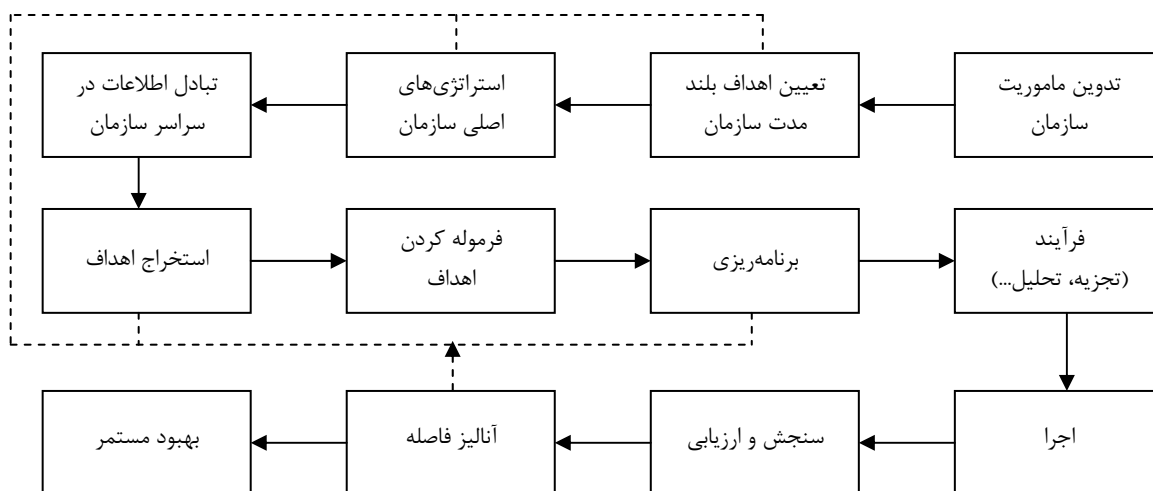 تدوین ماموریت
سازمان
تعیین اهداف بلند
مدت سازمان
استراتژی‌های
اصلی سازمان
تبادل اطلاعات در
سراسر سازمان
استخراج اهداف
فرموله کردن
اهداف
برنامه‌ریزی
فرآیند
(تجزیه، تحلیل...)
اجرا
سنجش و ارزیابی
آنالیز فاصله
بهبود مستمر